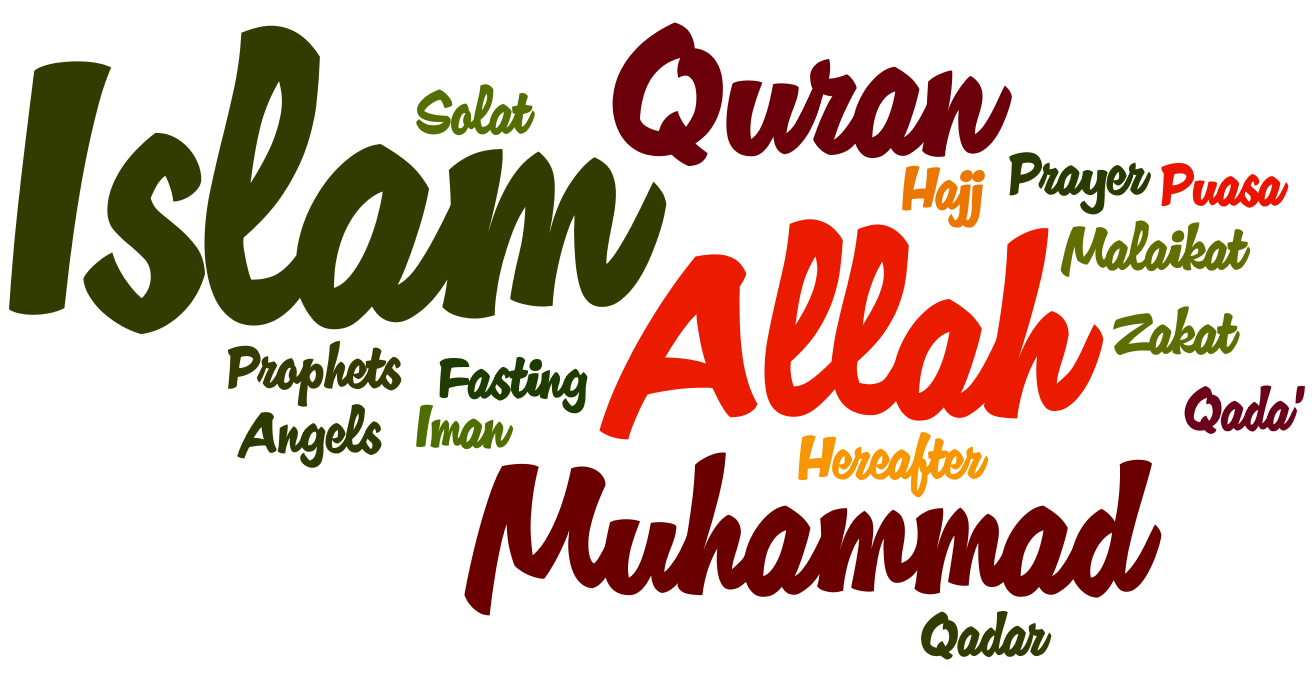 Islam
Solat
Quran
Hajj
Prayer
Puasa
Malaikat
Allah
Zakat
Prophets
Fasting
Qada'
Angels
Iman
Hereafter
Muhammad
Qadar